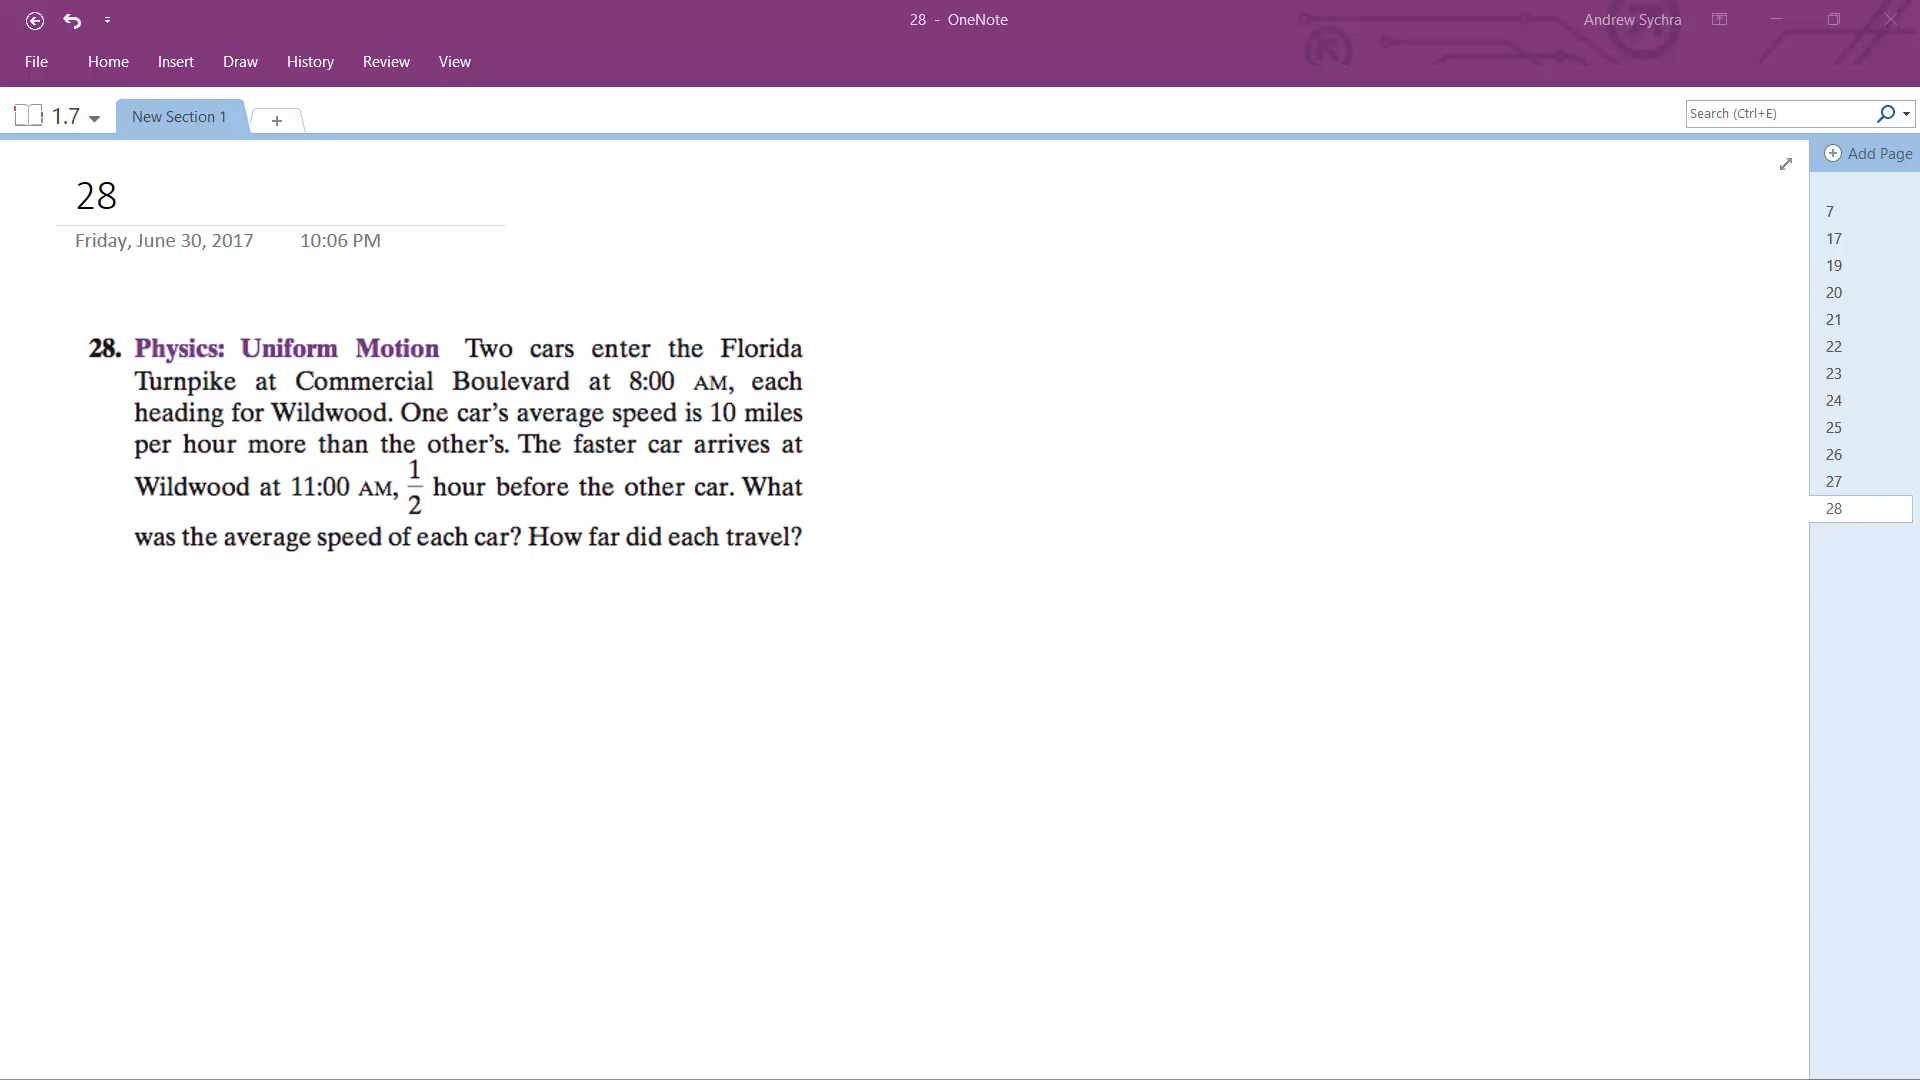 28 - OneNote
Andrew Sychra
File Home Insert Draw History Review View
1.7 New Section 1 +
Search (Ctrl+E)
Add Page
28
Friday, June 30, 2017 10:06 PM
28. Physics: Uniform Motion Two cars enter the Florida
Turnpike at Commercial Boulevard at 8:00 AM, each
heading for Wildwood. One car's average speed is 10 miles
per hour more than the other's. The faster car arrives at
Wildwood at 11:00 AM, 1/2 hour before the other car. What
was the average speed of each car? How far did each travel?
7
17
19
20
21
22
23
24
25
26
27
28